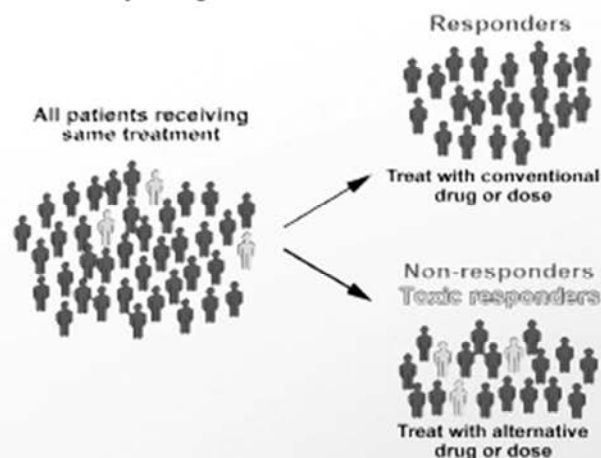 All patients receiving
same treatment
Responders
Treat with conventional
drug or dose
Non-responders
Toxic responders
Treat with alternative
drug or dose